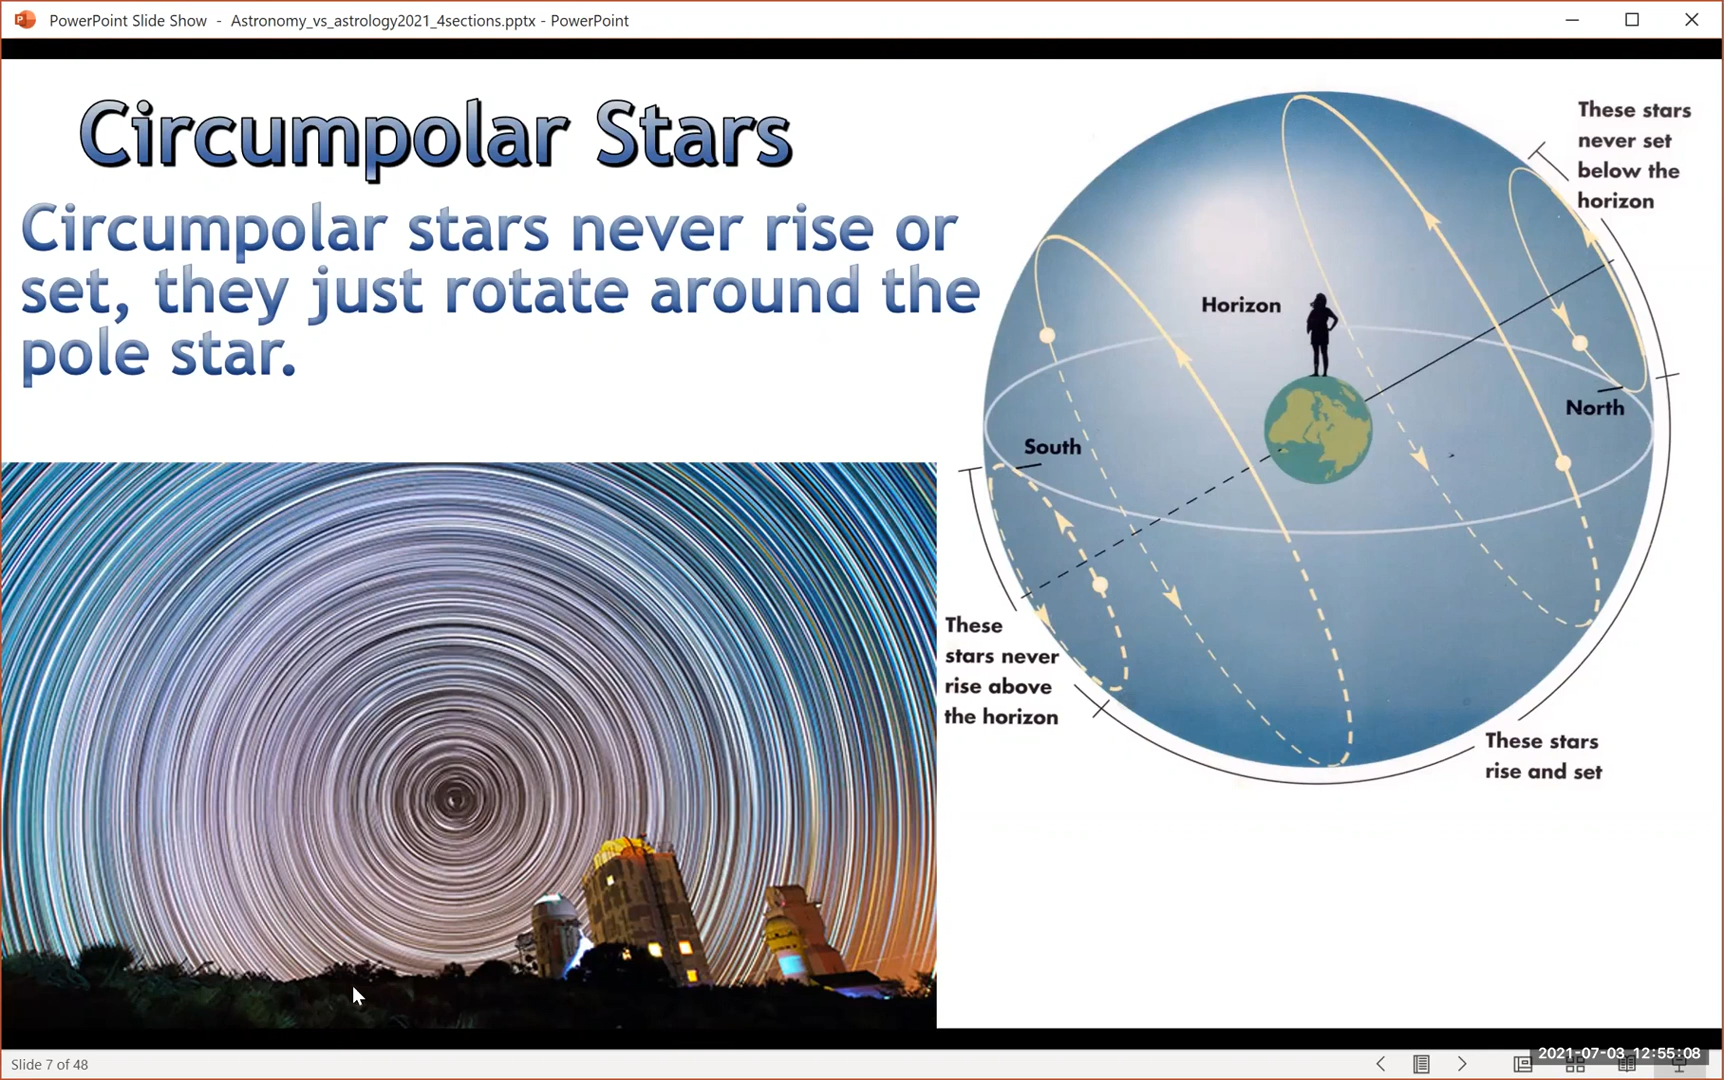 PowerPoint Slide Show - Astronomy_vs_astrology2021_4sections.pptx - PowerPoint
Circumpolar Stars
Circumpolar stars never rise or
set, they just rotate around the
pole star.
These stars
never set
below the
horizon
Horizon
North
South
These
stars never
rise above
the horizon
These stars
rise and set
Slide 7 of 48
2021-07-03 12:55:08